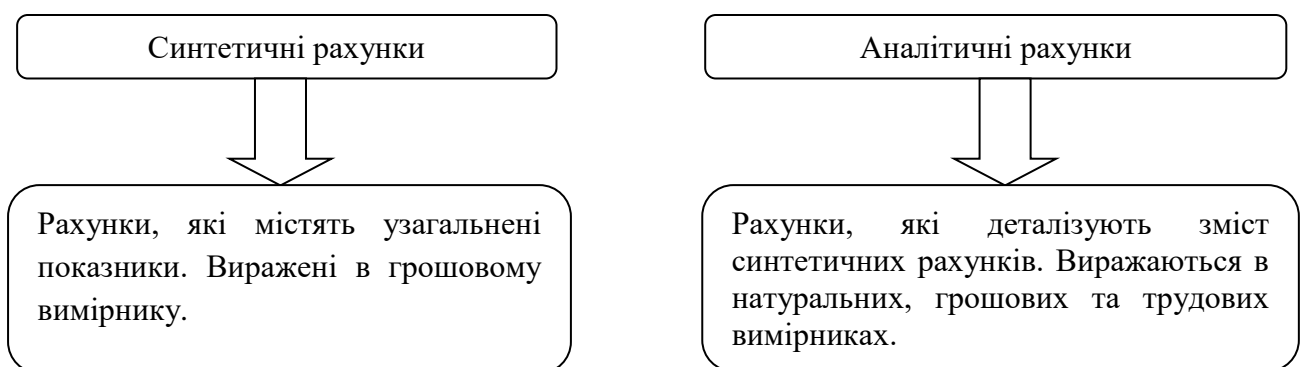 Синтетичні рахунки
Аналітичні рахунки
Рахунки, які містять узагальнені
показники. Виражені в грошовому
вимірнику.
Рахунки, які деталізують зміст
синтетичних рахунків. Виражаються в
натуральних, грошових та трудових
вимірниках.